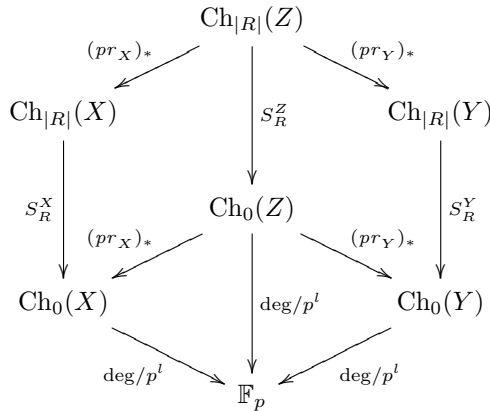 Ch_{|R|}(Z)
(pr_X)_* (pr_Y)_*
Ch_{|R|}(X) S_R^Z Ch_{|R|}(Y)
S_R^X Ch_0(Z) S_R^Y
(pr_X)_* (pr_Y)_*
Ch_0(X) deg/p^l Ch_0(Y)
deg/p^l deg/p^l
𝔽_p